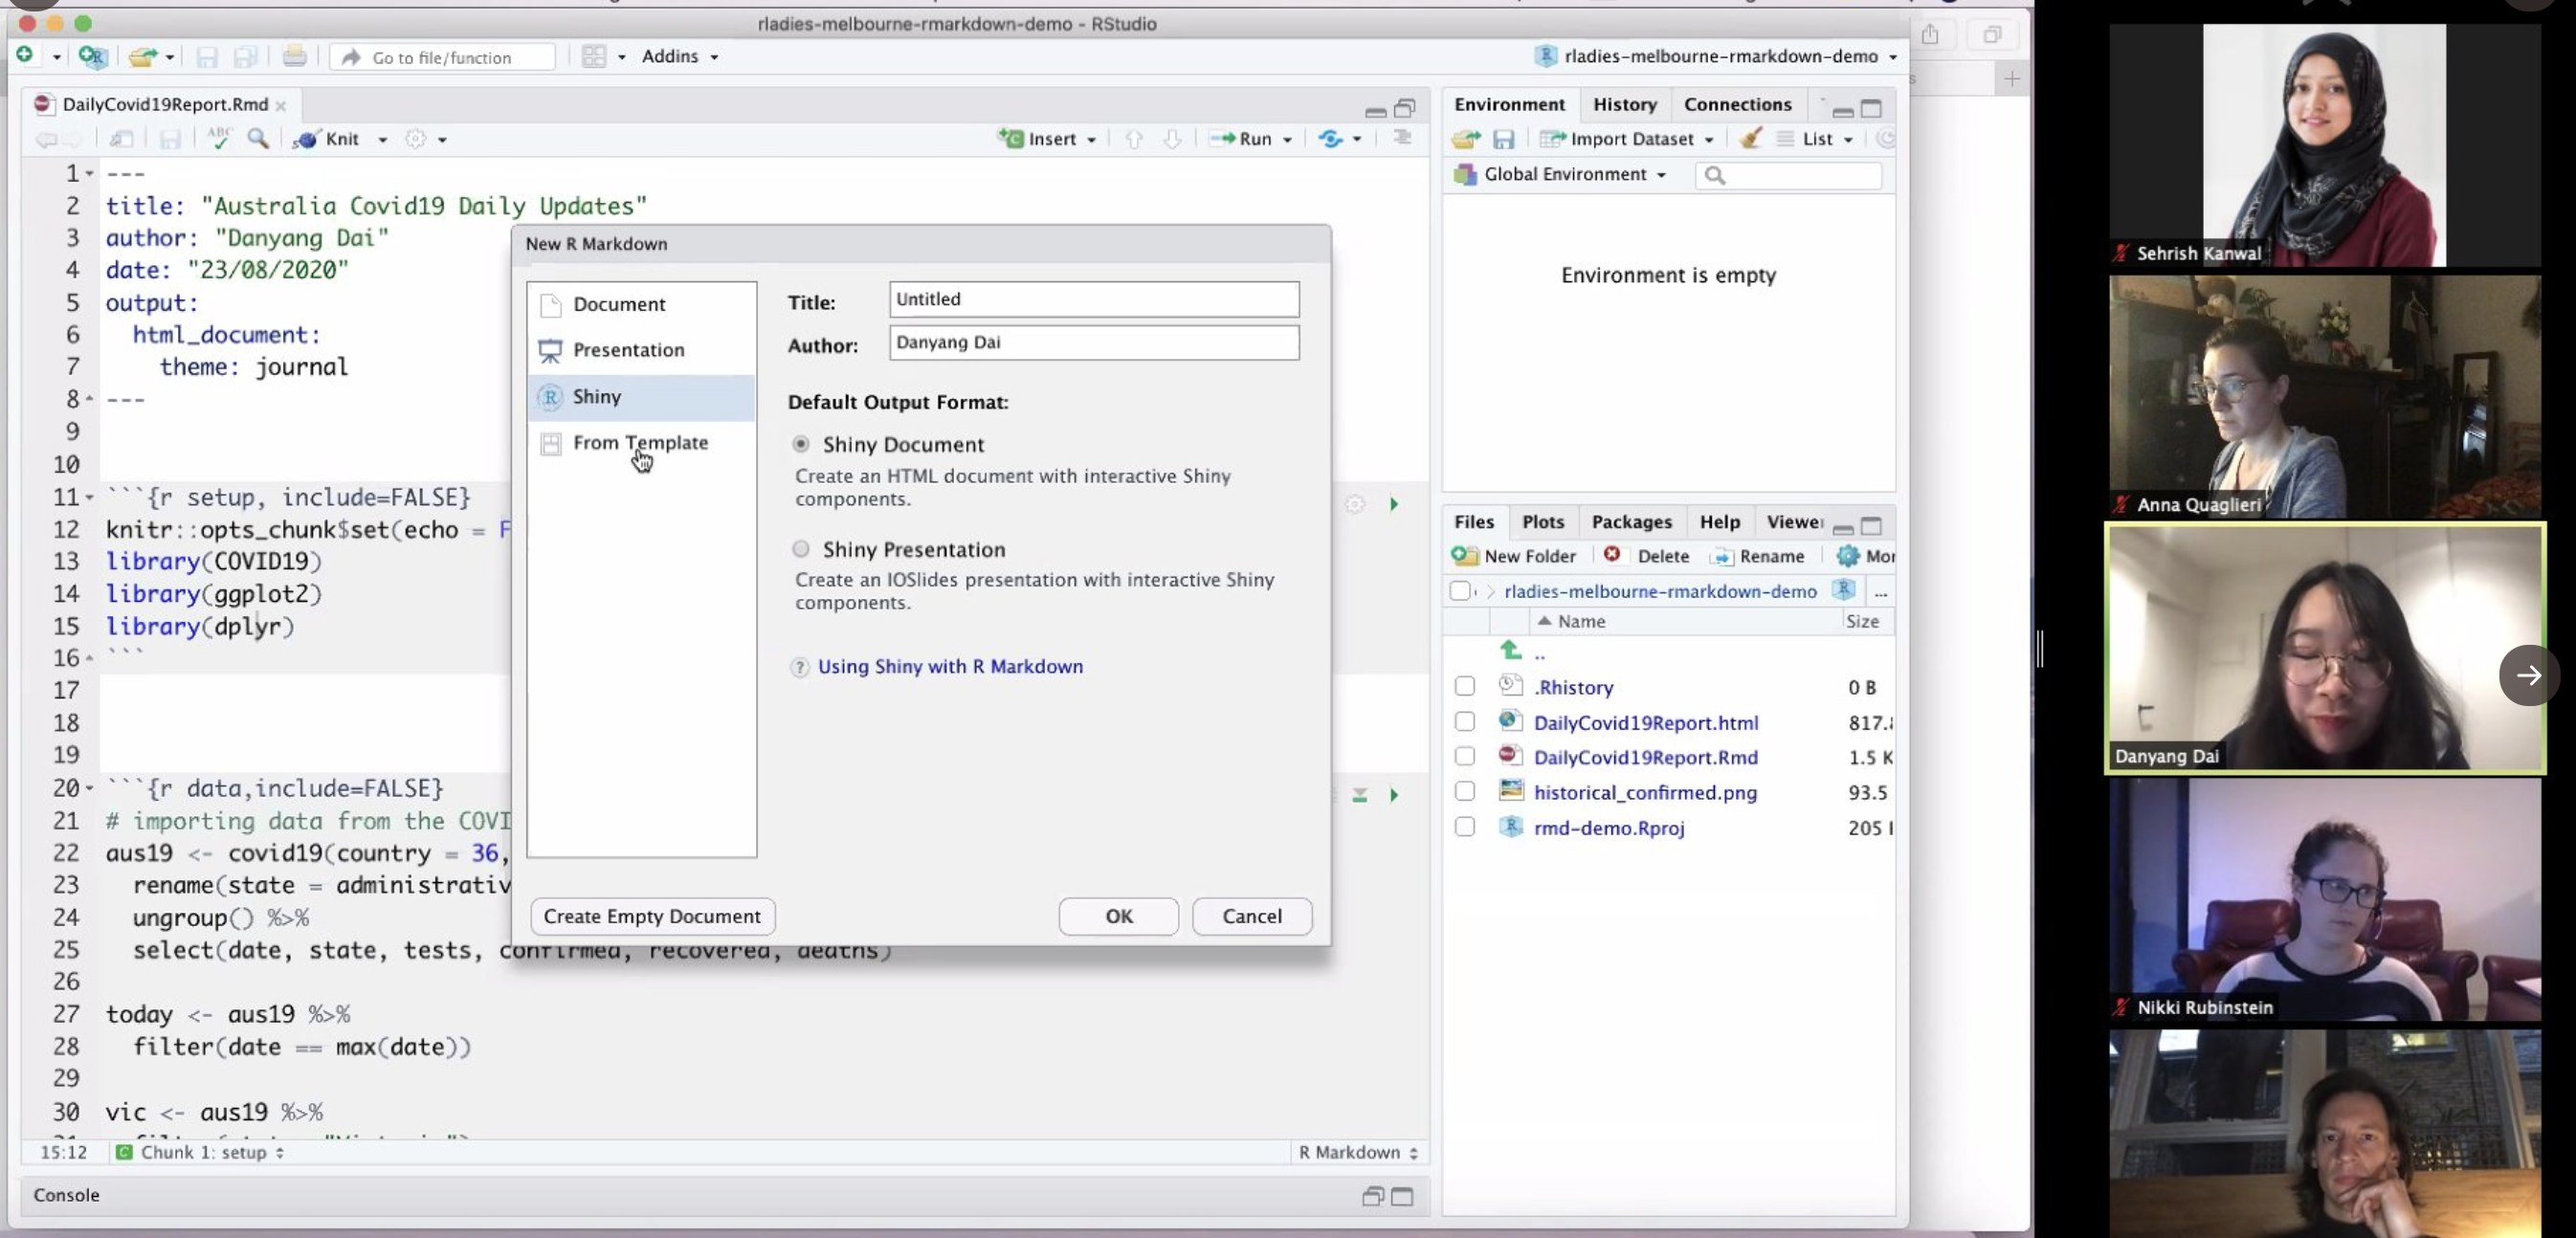 rladies-melbourne-rmarkdown-demo - RStudio
Go to file/function
Addins
rladies-melbourne-rmarkdown-demo
DailyCovid19Report.Rmd
ABC
Knit
Insert
Run
1 ---
2 title: "Australia Covid19 Daily Updates"
3 author: "Danyang Dai"
4 date: "23/08/2020"
5 output:
6 html_document:
7 theme: journal
8 ---
9
10
11 ```{r setup, include=FALSE}
12 knitr::opts_chunk$set(echo = F
13 library(COVID19)
14 library(ggplot2)
15 library(dplyr)
16 ```
17
18
19
20 ```{r data,include=FALSE}
21 # importing data from the COVI
22 aus19 <- covid19(country = 36,
23 rename(state = administrativ
24 ungroup() %>%
25 select(date, state, tests, confirmed, recovered, deaths)
26
27 today <- aus19 %>%
28 filter(date == max(date))
29
30 vic <- aus19 %>%
15:12
Chunk 1: setup
R Markdown
Console
New R Markdown
Document
Presentation
Shiny
From Template
Title:
Untitled
Author:
Danyang Dai
Default Output Format:
Shiny Document
Create an HTML document with interactive Shiny
components.
Shiny Presentation
Create an IOSlides presentation with interactive Shiny
components.
? Using Shiny with R Markdown
Create Empty Document
OK
Cancel
Environment
History
Connections
Import Dataset
List
Global Environment
Environment is empty
Files
Plots
Packages
Help
Viewer
New Folder
Delete
Rename
Mor
rladies-melbourne-rmarkdown-demo
...
Name
Size
..
.Rhistory 0 B
DailyCovid19Report.html 817.
DailyCovid19Report.Rmd 1.5 K
historical_confirmed.png 93.5
rmd-demo.Rproj 205
Sehrish Kanwal
Anna Quaglieri
Danyang Dai
Nikki Rubinstein